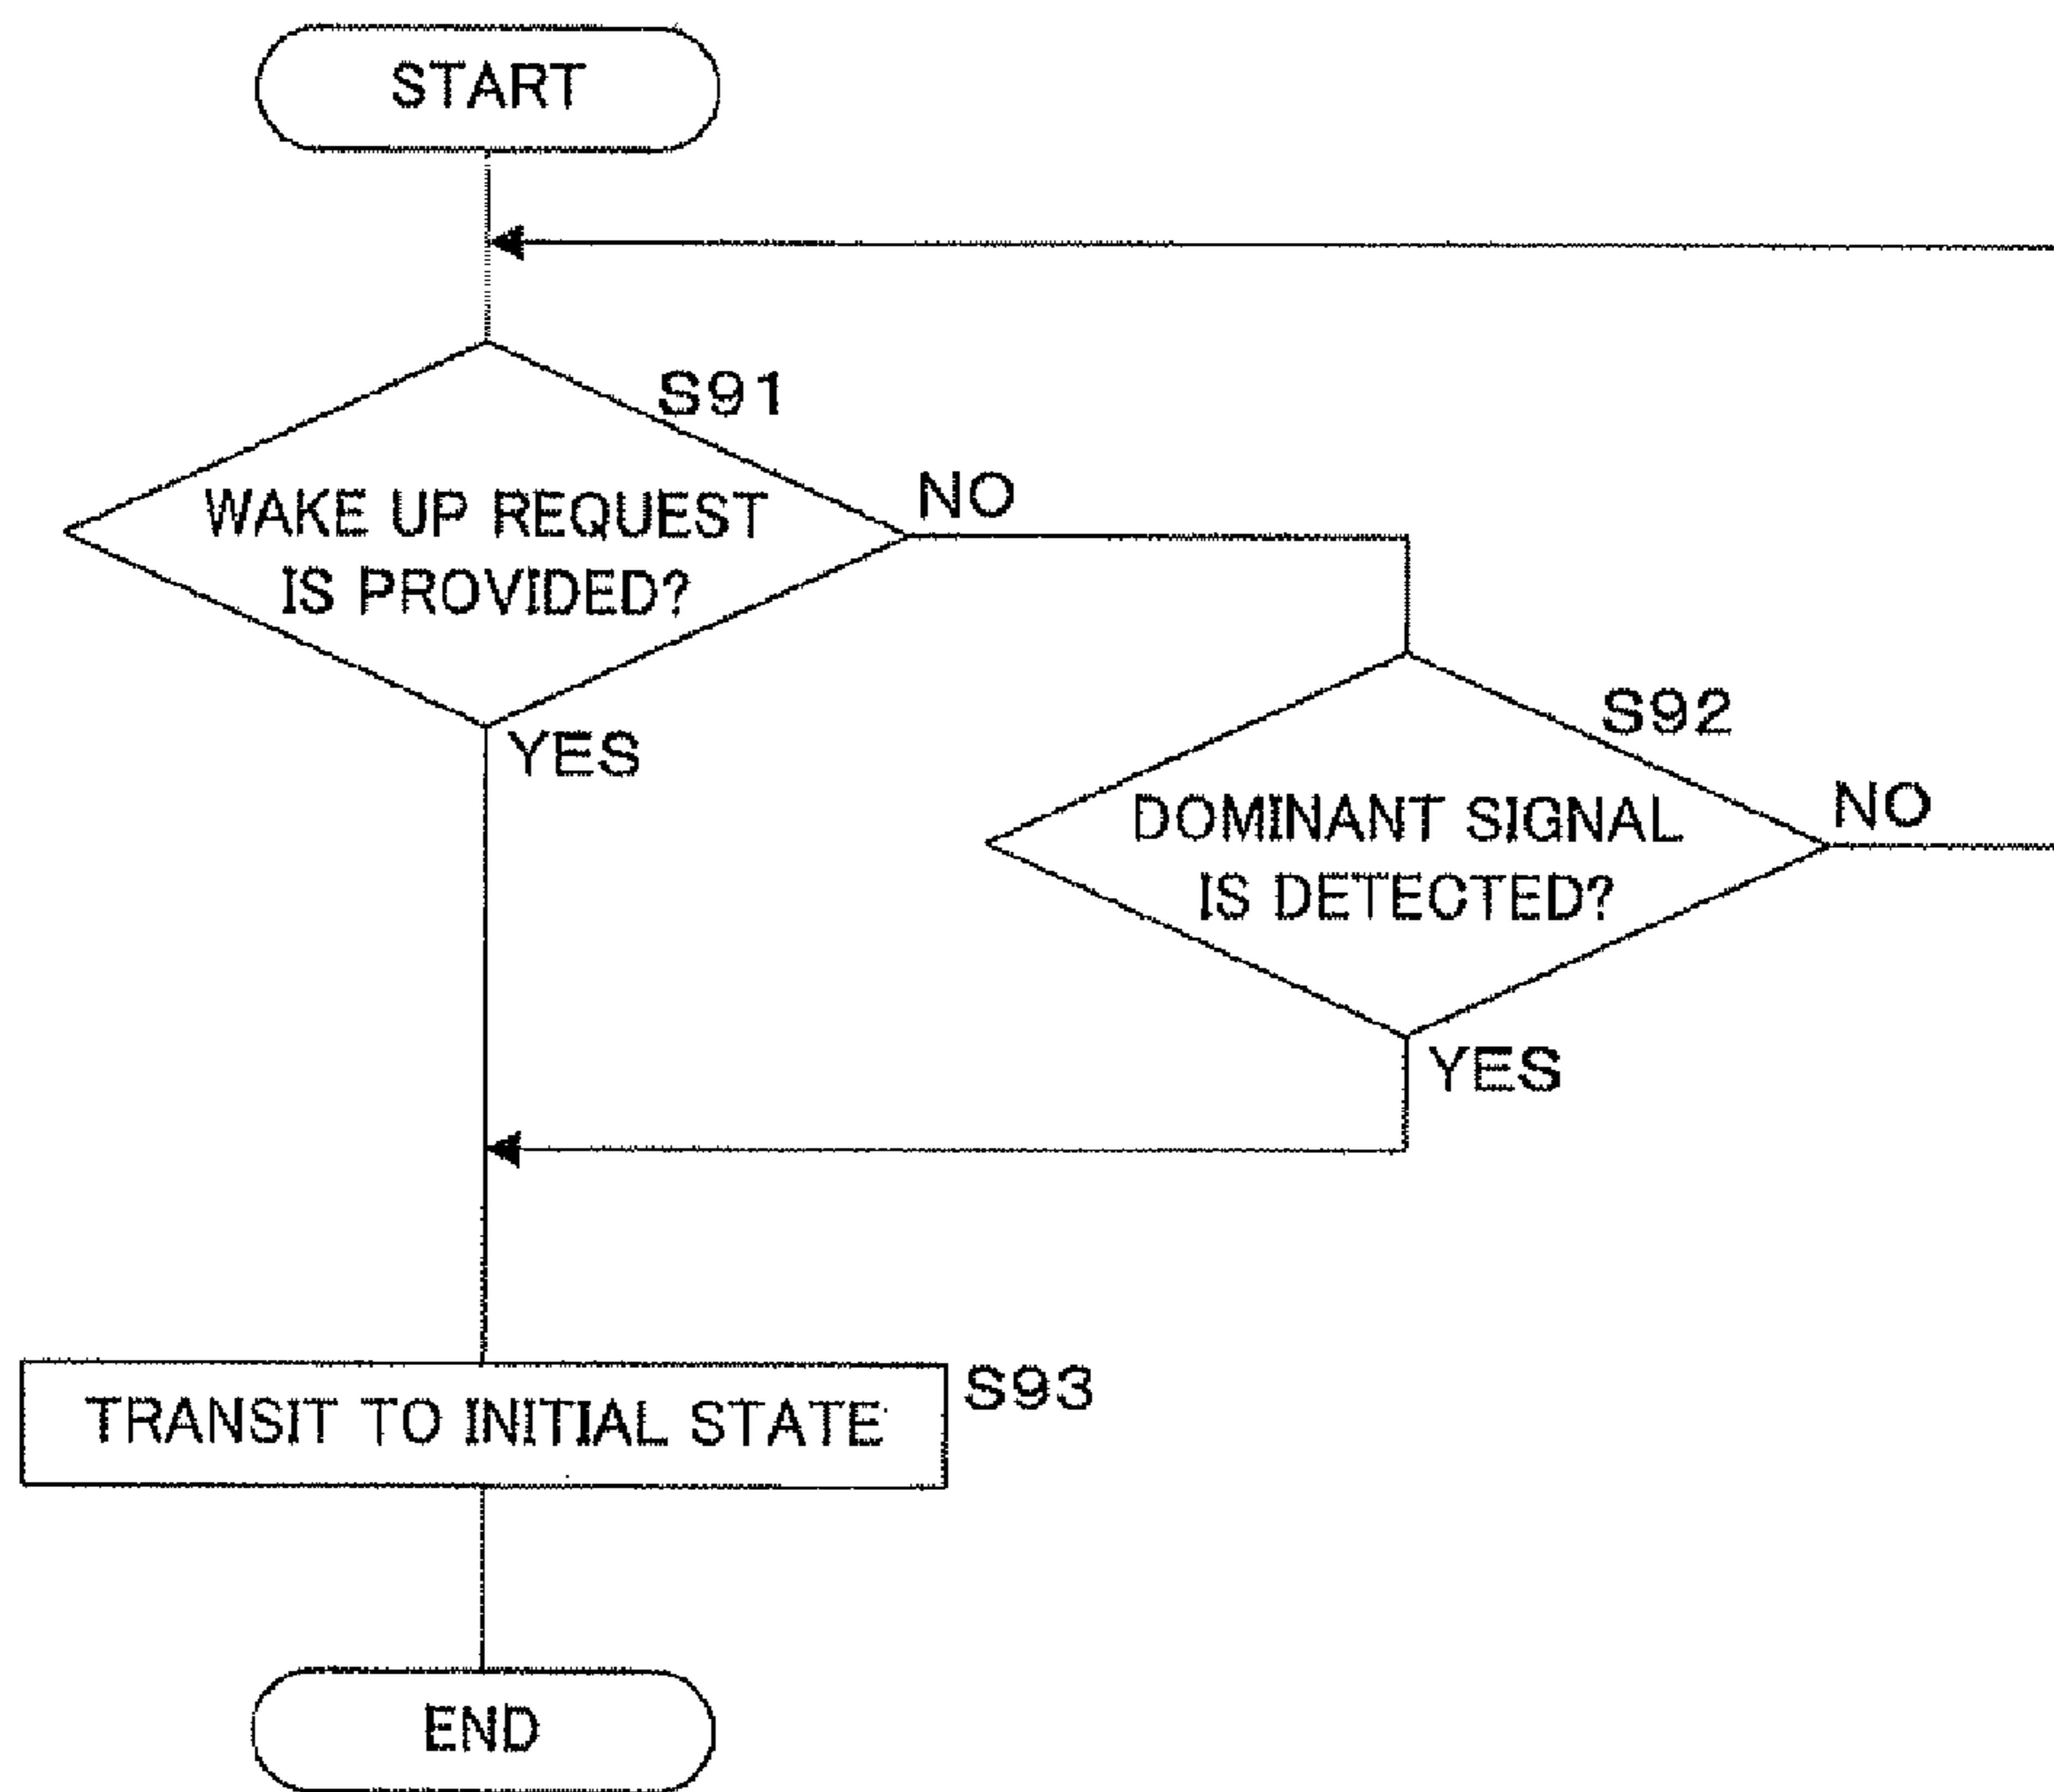 START
S91
WAKE UP REQUEST
IS PROVIDED?
NO
YES
S92
DOMINANT SIGNAL
IS DETECTED?
NO
YES
TRANSIT TO INITIAL STATE
S93
END